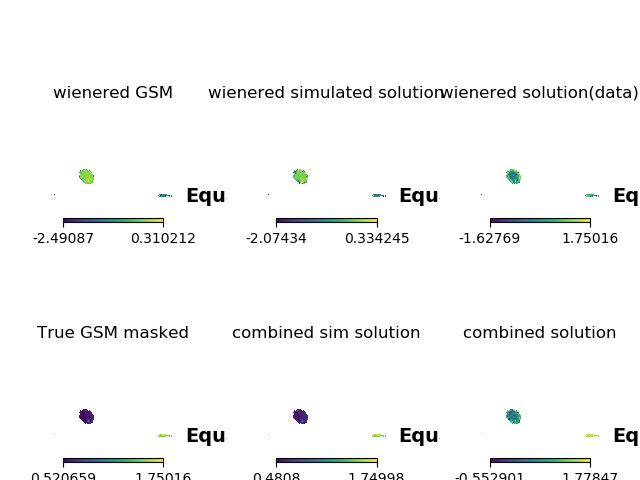 wienered GSM wienered simulated solution wienered solution(data)
Equ Equ Eq
-2.49087 0.310212 -2.07434 0.334245 -1.62769 1.75016
True GSM masked combined sim solution combined solution
Equ Equ Eq
0.520659 1.75016 0.4808 1.74998 -0.552901 1.77847